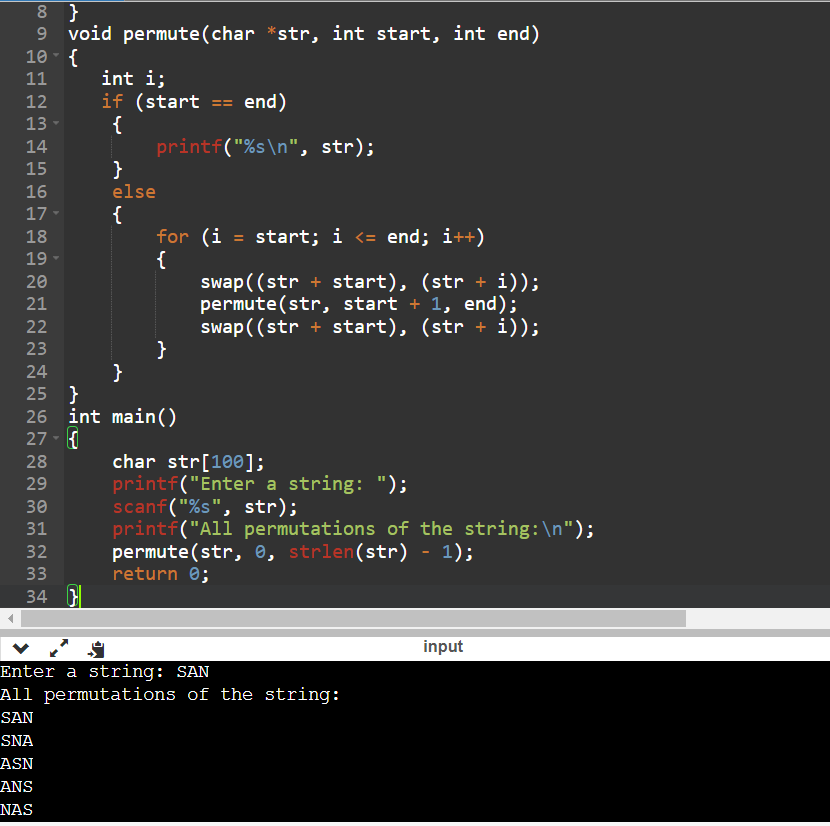 8 }
9 void permute(char *str, int start, int end)
10 {
11 int i;
12 if (start == end)
13 {
14 printf("%s\n", str);
15 }
16 else
17 {
18 for (i = start; i <= end; i++)
19 {
20 swap((str + start), (str + i));
21 permute(str, start + 1, end);
22 swap((str + start), (str + i));
23 }
24 }
25 }
26 int main()
27 {
28 char str[100];
29 printf("Enter a string: ");
30 scanf("%s", str);
31 printf("All permutations of the string:\n");
32 permute(str, 0, strlen(str) - 1);
33 return 0;
34 }
input
Enter a string: SAN
All permutations of the string:
SAN
SNA
ASN
ANS
NAS